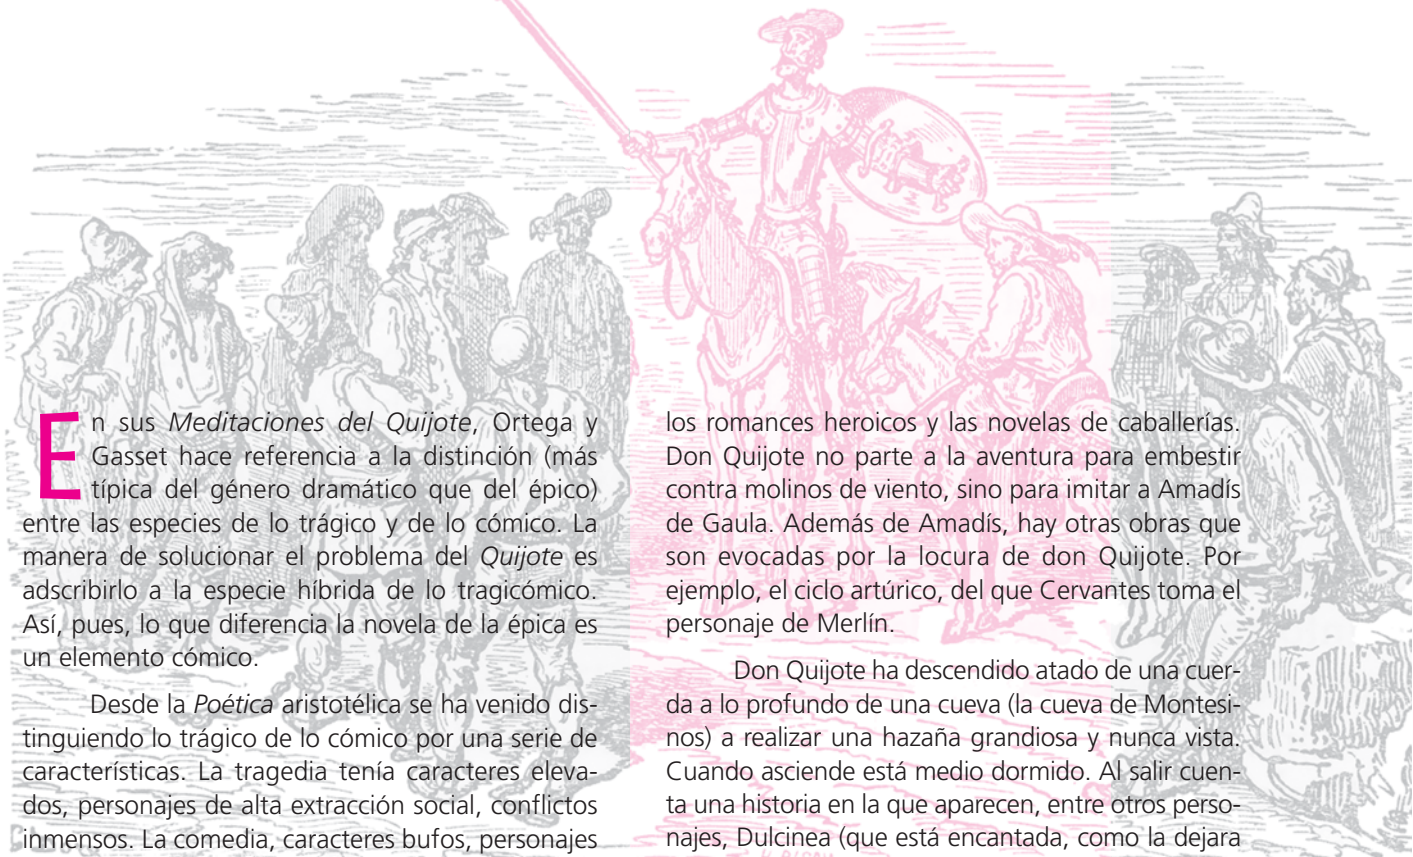 En sus Meditaciones del Quijote, Ortega y
Gasset hace referencia a la distinción (más
típica del género dramático que del épico)
entre las especies de lo trágico y de lo cómico. La
manera de solucionar el problema del Quijote es
adscribirlo a la especie híbrida de lo tragicómico.
Así, pues, lo que diferencia la novela de la épica es
un elemento cómico.
Desde la Poética aristotélica se ha venido dis-
tinguiendo lo trágico de lo cómico por una serie de
características. La tragedia tenía caracteres eleva-
dos, personajes de alta extracción social, conflictos
inmensos. La comedia, caracteres bufos, personajes
los romances heroicos y las novelas de caballerías.
Don Quijote no parte a la aventura para embestir
contra molinos de viento, sino para imitar a Amadís
de Gaula. Además de Amadís, hay otras obras que
son evocadas por la locura de don Quijote. Por
ejemplo, el ciclo artúrico, del que Cervantes toma el
personaje de Merlín.
Don Quijote ha descendido atado de una cuer-
da a lo profundo de una cueva (la cueva de Montesi-
nos) a realizar una hazaña grandiosa y nunca vista.
Cuando asciende está medio dormido. Al salir cuen-
ta una historia en la que aparecen, entre otros perso-
najes, Dulcinea (que está encantada, como la dejara